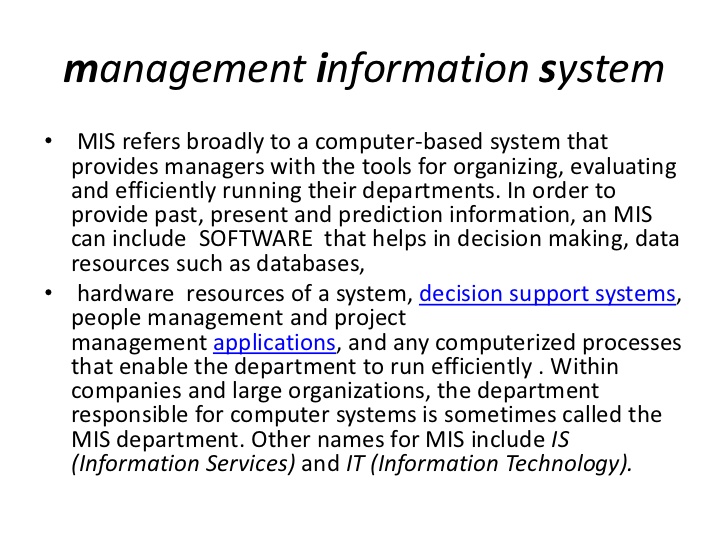 management information system
• MIS refers broadly to a computer-based system that
provides managers with the tools for organizing, evaluating
and efficiently running their departments. In order to
provide past, present and prediction information, an MIS
can include SOFTWARE that helps in decision making, data
resources such as databases,
• hardware resources of a system, decision support systems,
people management and project
management applications, and any computerized processes
that enable the department to run efficiently . Within
companies and large organizations, the department
responsible for computer systems is sometimes called the
MIS department. Other names for MIS include IS
(Information Services) and IT (Information Technology).